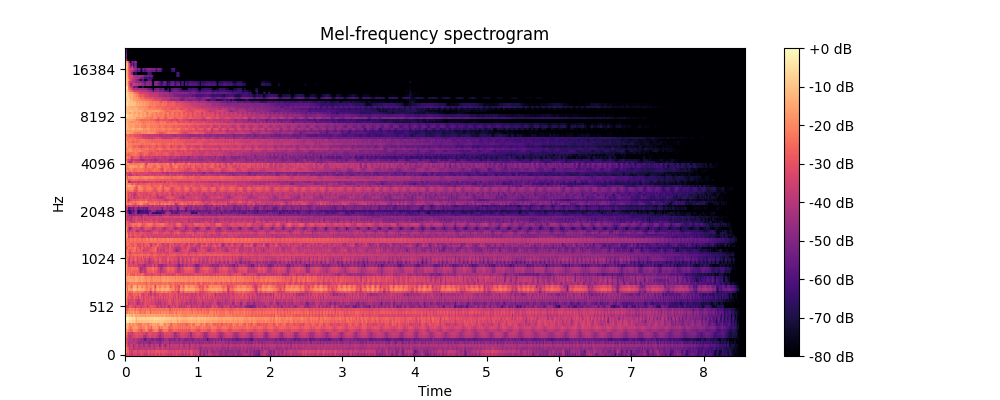 Mel-frequency spectrogram
Hz
16384
8192
4096
2048
1024
512
0
0 1 2 3 4 5 6 7 8
Time
+0 dB
-10 dB
-20 dB
-30 dB
-40 dB
-50 dB
-60 dB
-70 dB
-80 dB